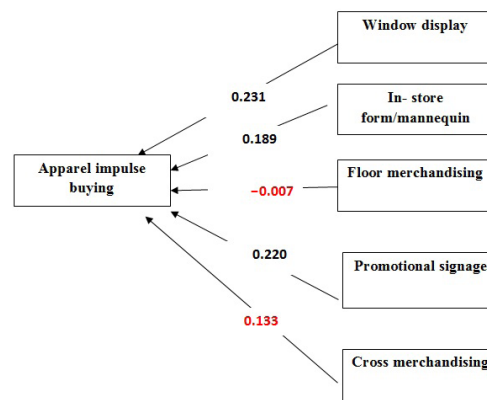 Window display
0.231
In- store
form/mannequin
0.189
Apparel impulse
buying
Floor merchandising
−0.007
0.220
Promotional signage
0.133
Cross merchandising